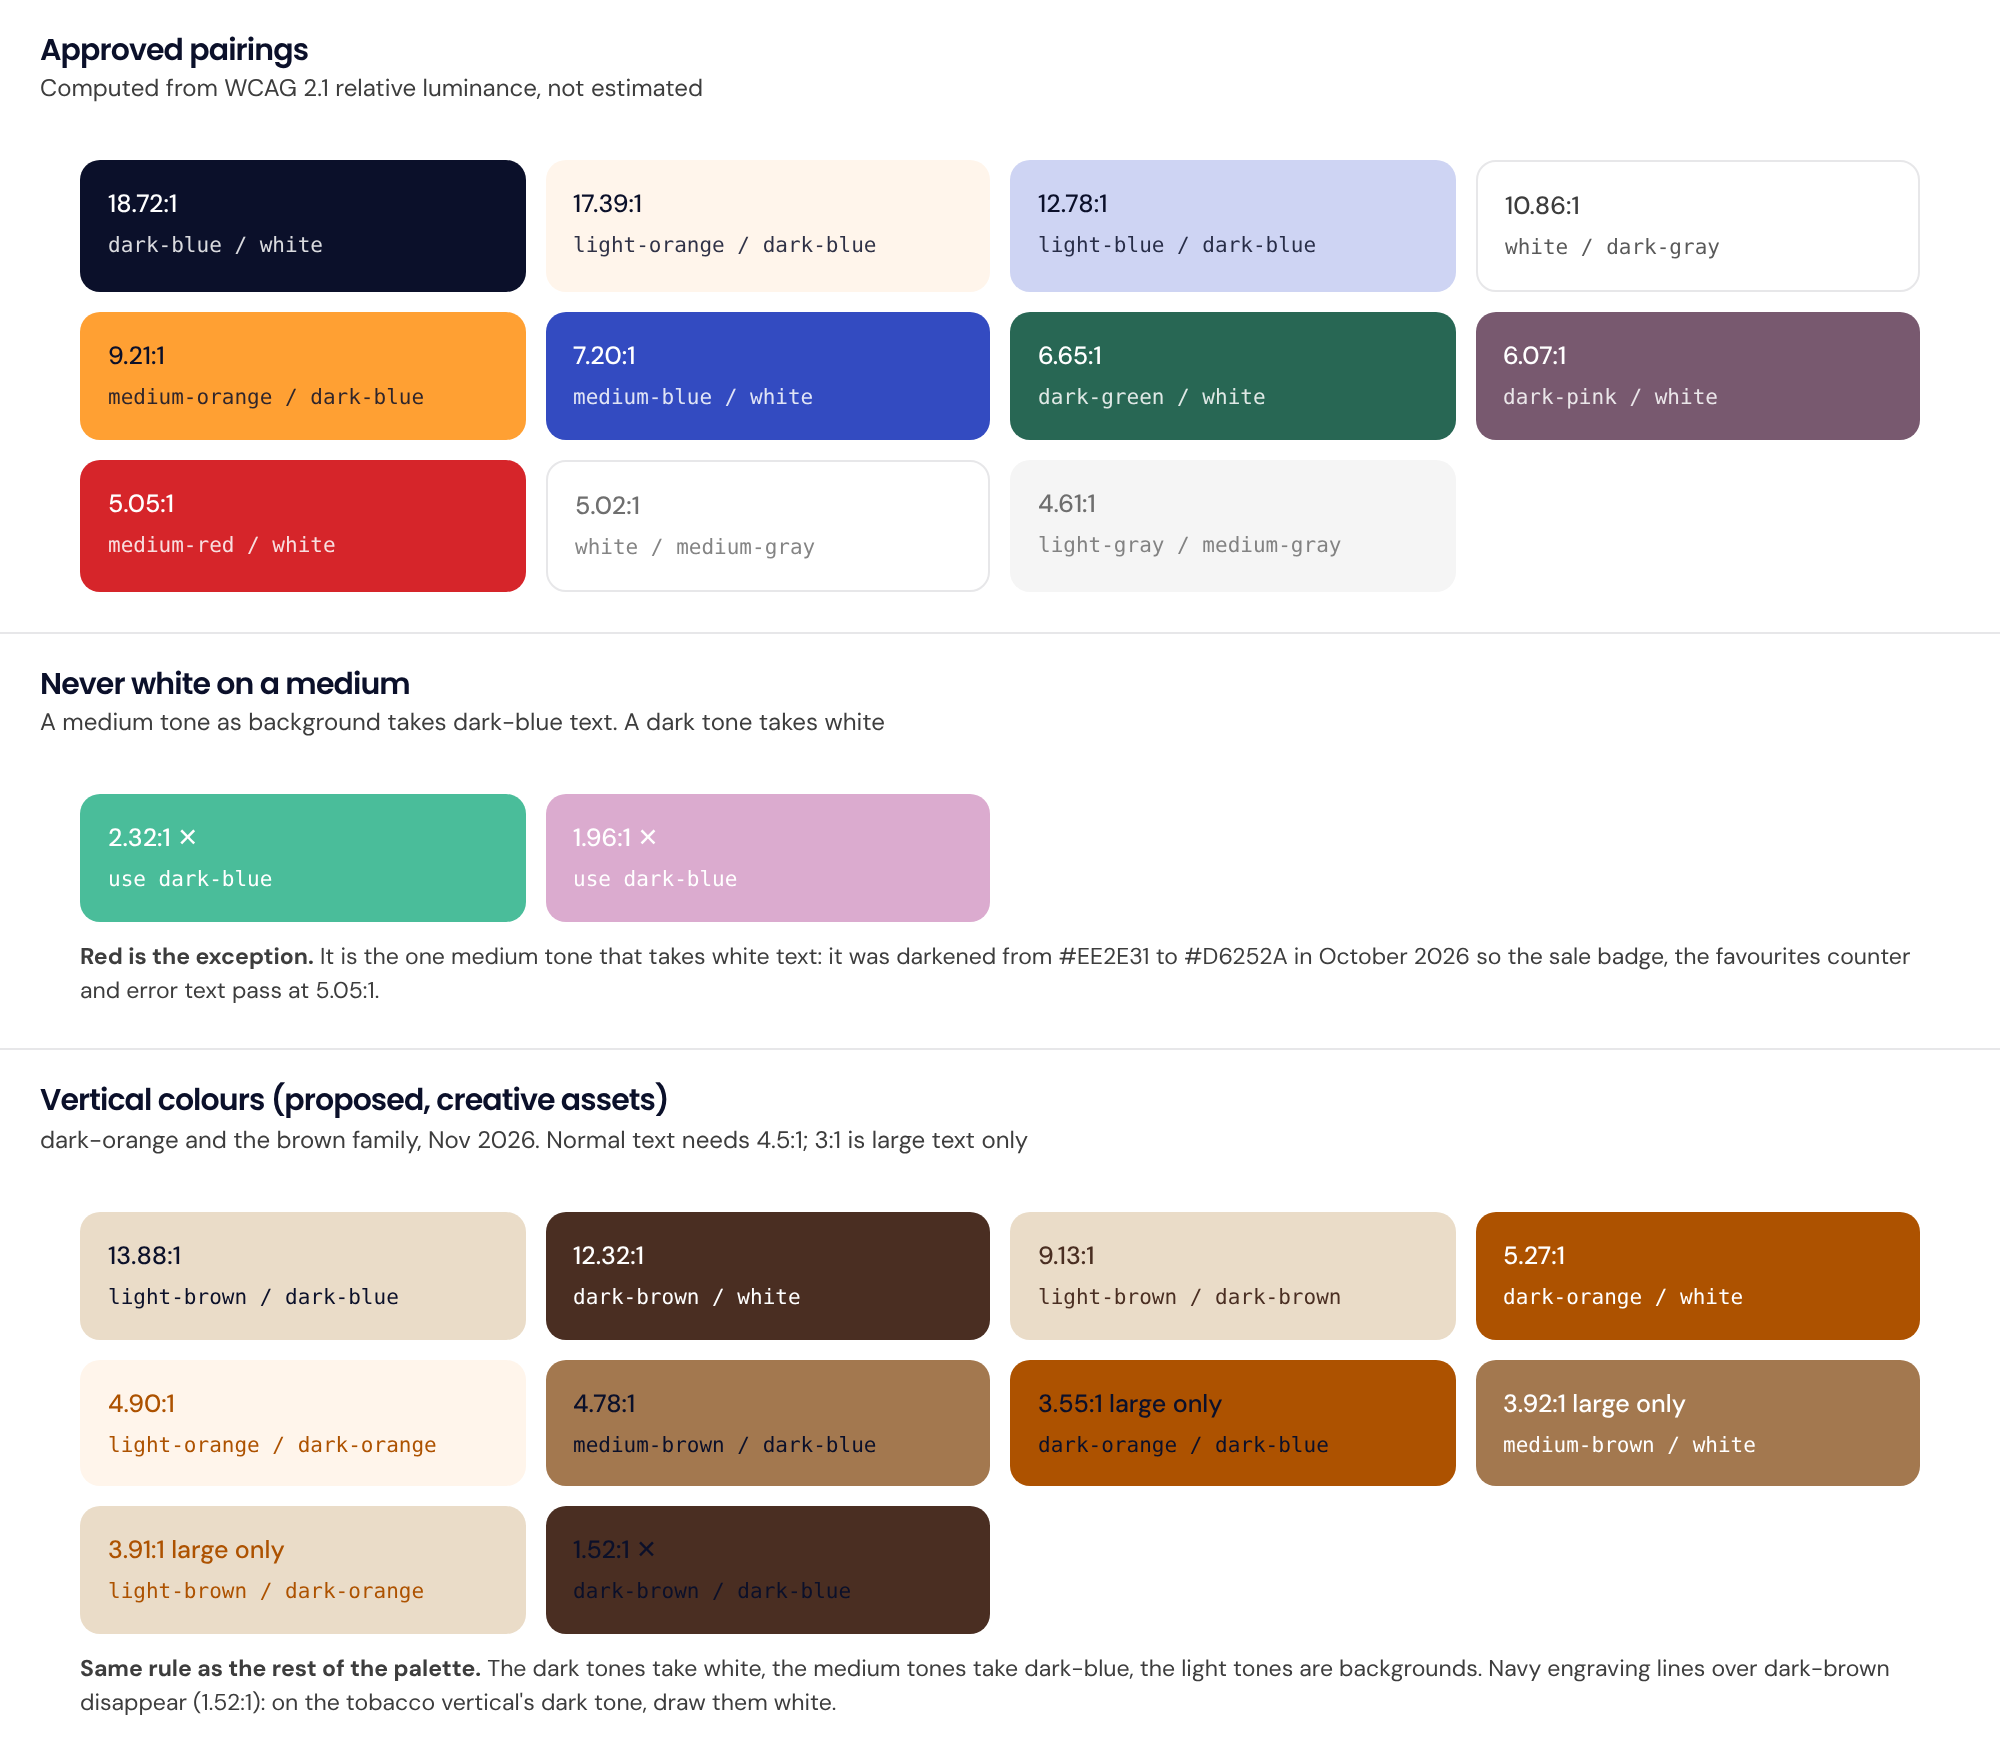 Approved pairings
Computed from WCAG 2.1 relative luminance, not estimated
18.72:1
dark-blue / white
17.39:1
light-orange / dark-blue
12.78:1
light-blue / dark-blue
10.86:1
white / dark-gray
9.21:1
medium-orange / dark-blue
7.20:1
medium-blue / white
6.65:1
dark-green / white
6.07:1
dark-pink / white
5.05:1
medium-red / white
5.02:1
white / medium-gray
4.61:1
light-gray / medium-gray
Never white on a medium
A medium tone as background takes dark-blue text. A dark tone takes white
2.32:1 ✕
use dark-blue
1.96:1 ✕
use dark-blue
Red is the exception. It is the one medium tone that takes white text: it was darkened from #EE2E31 to #D6252A in October 2026 so the sale badge, the favourites counter
and error text pass at 5.05:1.
Vertical colours (proposed, creative assets)
dark-orange and the brown family, Nov 2026. Normal text needs 4.5:1; 3:1 is large text only
13.88:1
light-brown / dark-blue
12.32:1
dark-brown / white
9.13:1
light-brown / dark-brown
5.27:1
dark-orange / white
4.90:1
light-orange / dark-orange
4.78:1
medium-brown / dark-blue
3.55:1 large only
dark-orange / dark-blue
3.92:1 large only
medium-brown / white
3.91:1 large only
light-brown / dark-orange
1.52:1 ✕
dark-brown / dark-blue
Same rule as the rest of the palette. The dark tones take white, the medium tones take dark-blue, the light tones are backgrounds. Navy engraving lines over dark-brown
disappear (1.52:1): on the tobacco vertical's dark tone, draw them white.